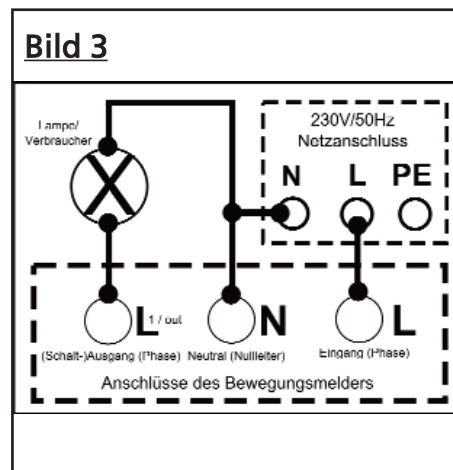 Bild 3
Lampe/
Verbraucher
230V/50Hz
Netzanschluss
N L PE
L 1 / out N L
(Schalt-)Ausgang (Phase) Neutral (Nullleiter) Eingang (Phase)
Anschlüsse des Bewegungsmelders